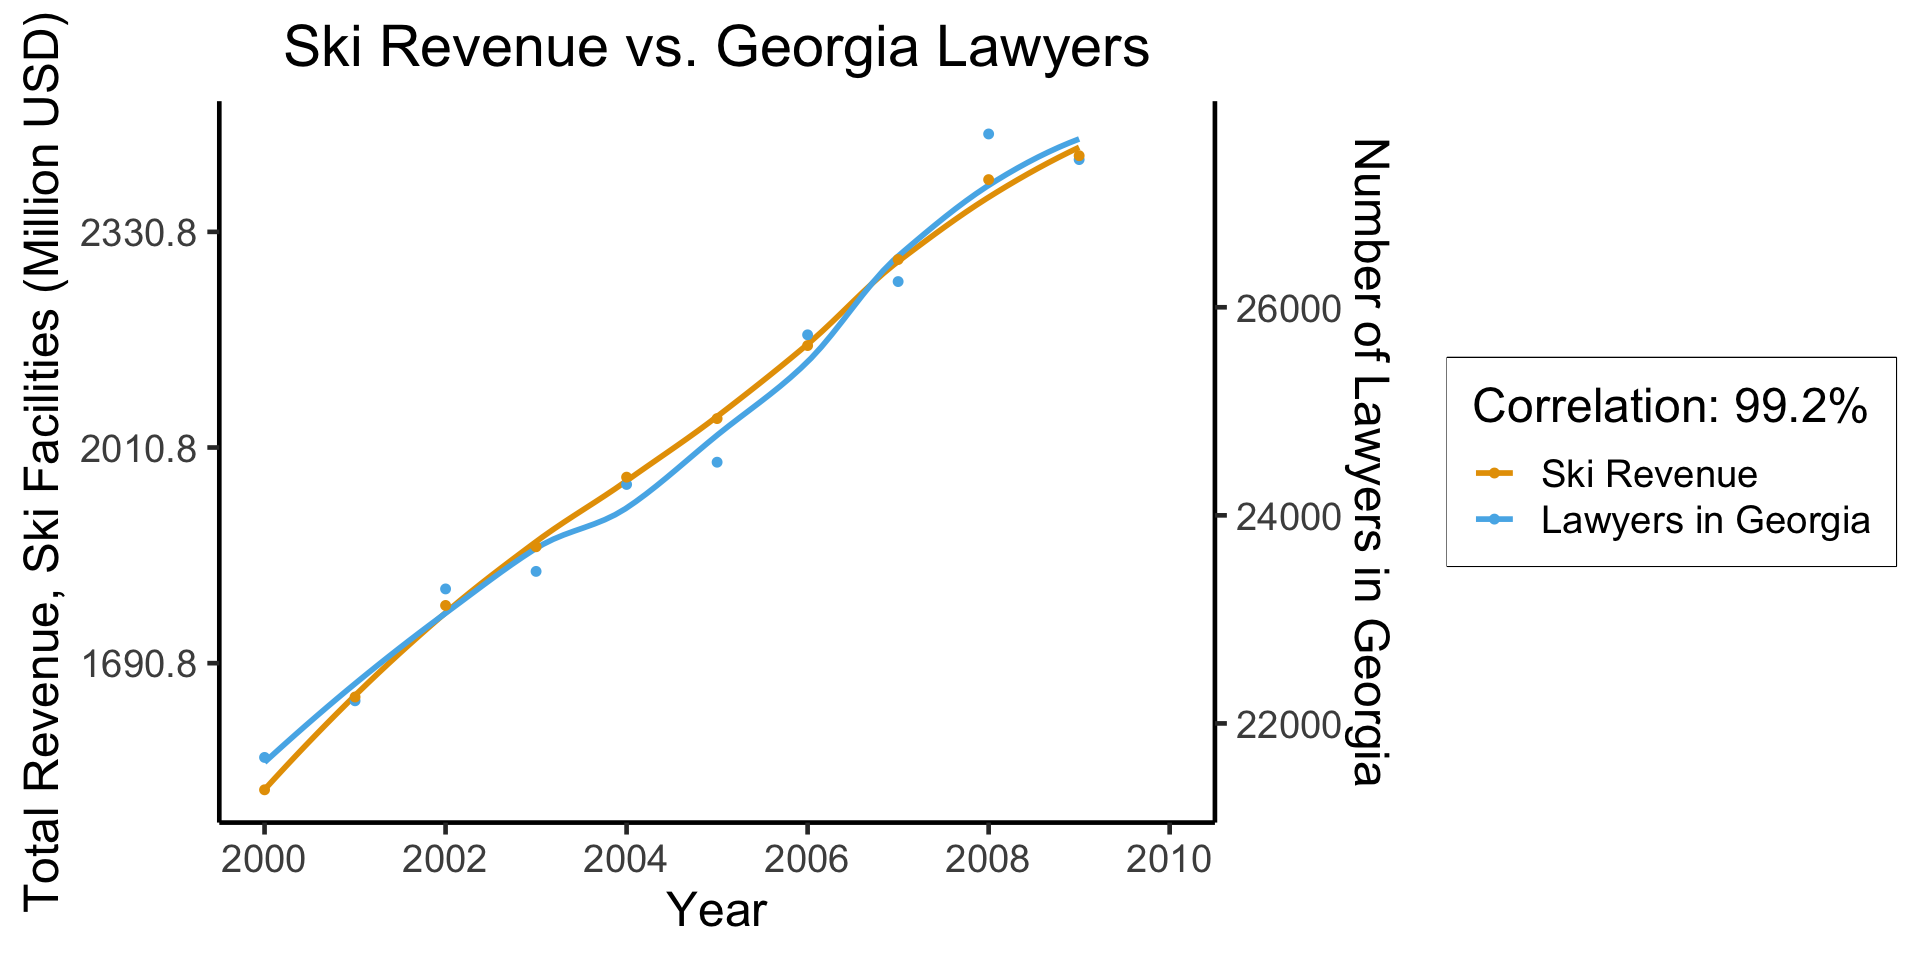 Ski Revenue vs. Georgia Lawyers
Total Revenue, Ski Facilities (Million USD)
2330.8
2010.8
1690.8
2000 2002 2004 2006 2008 2010
Year
26000
24000
22000
Number of Lawyers in Georgia
Correlation: 99.2%
Ski Revenue
Lawyers in Georgia